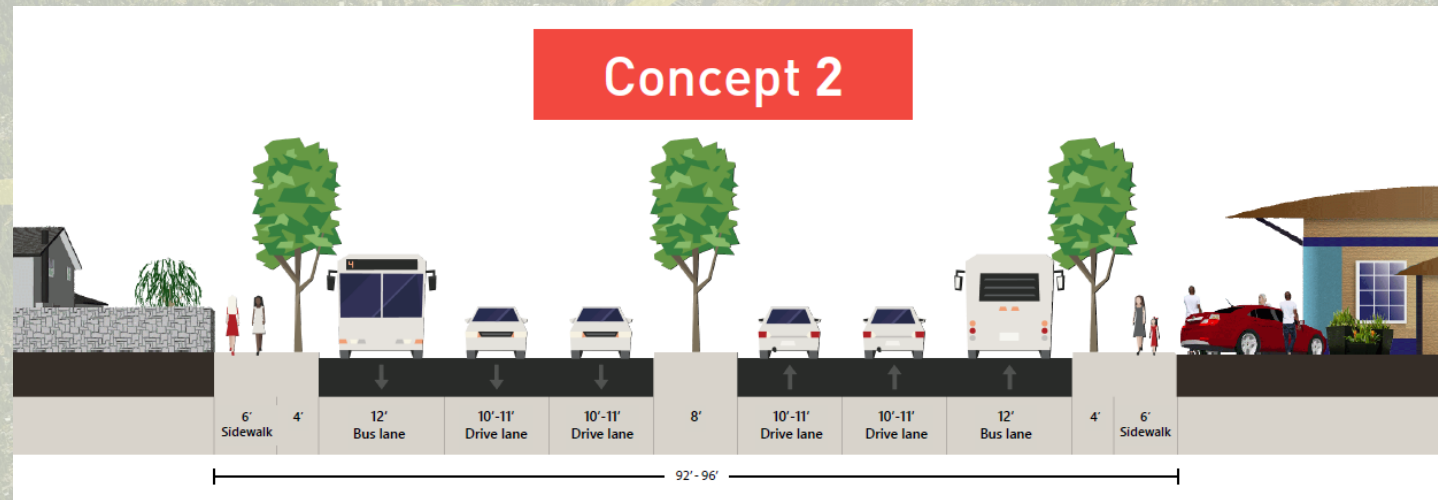 Concept 2
4
6'
Sidewalk
4'
12'
Bus lane
10'-11'
Drive lane
10'-11'
Drive lane
8'
10'-11'
Drive lane
10'-11'
Drive lane
12'
Bus lane
4'
6'
Sidewalk
92'-96'